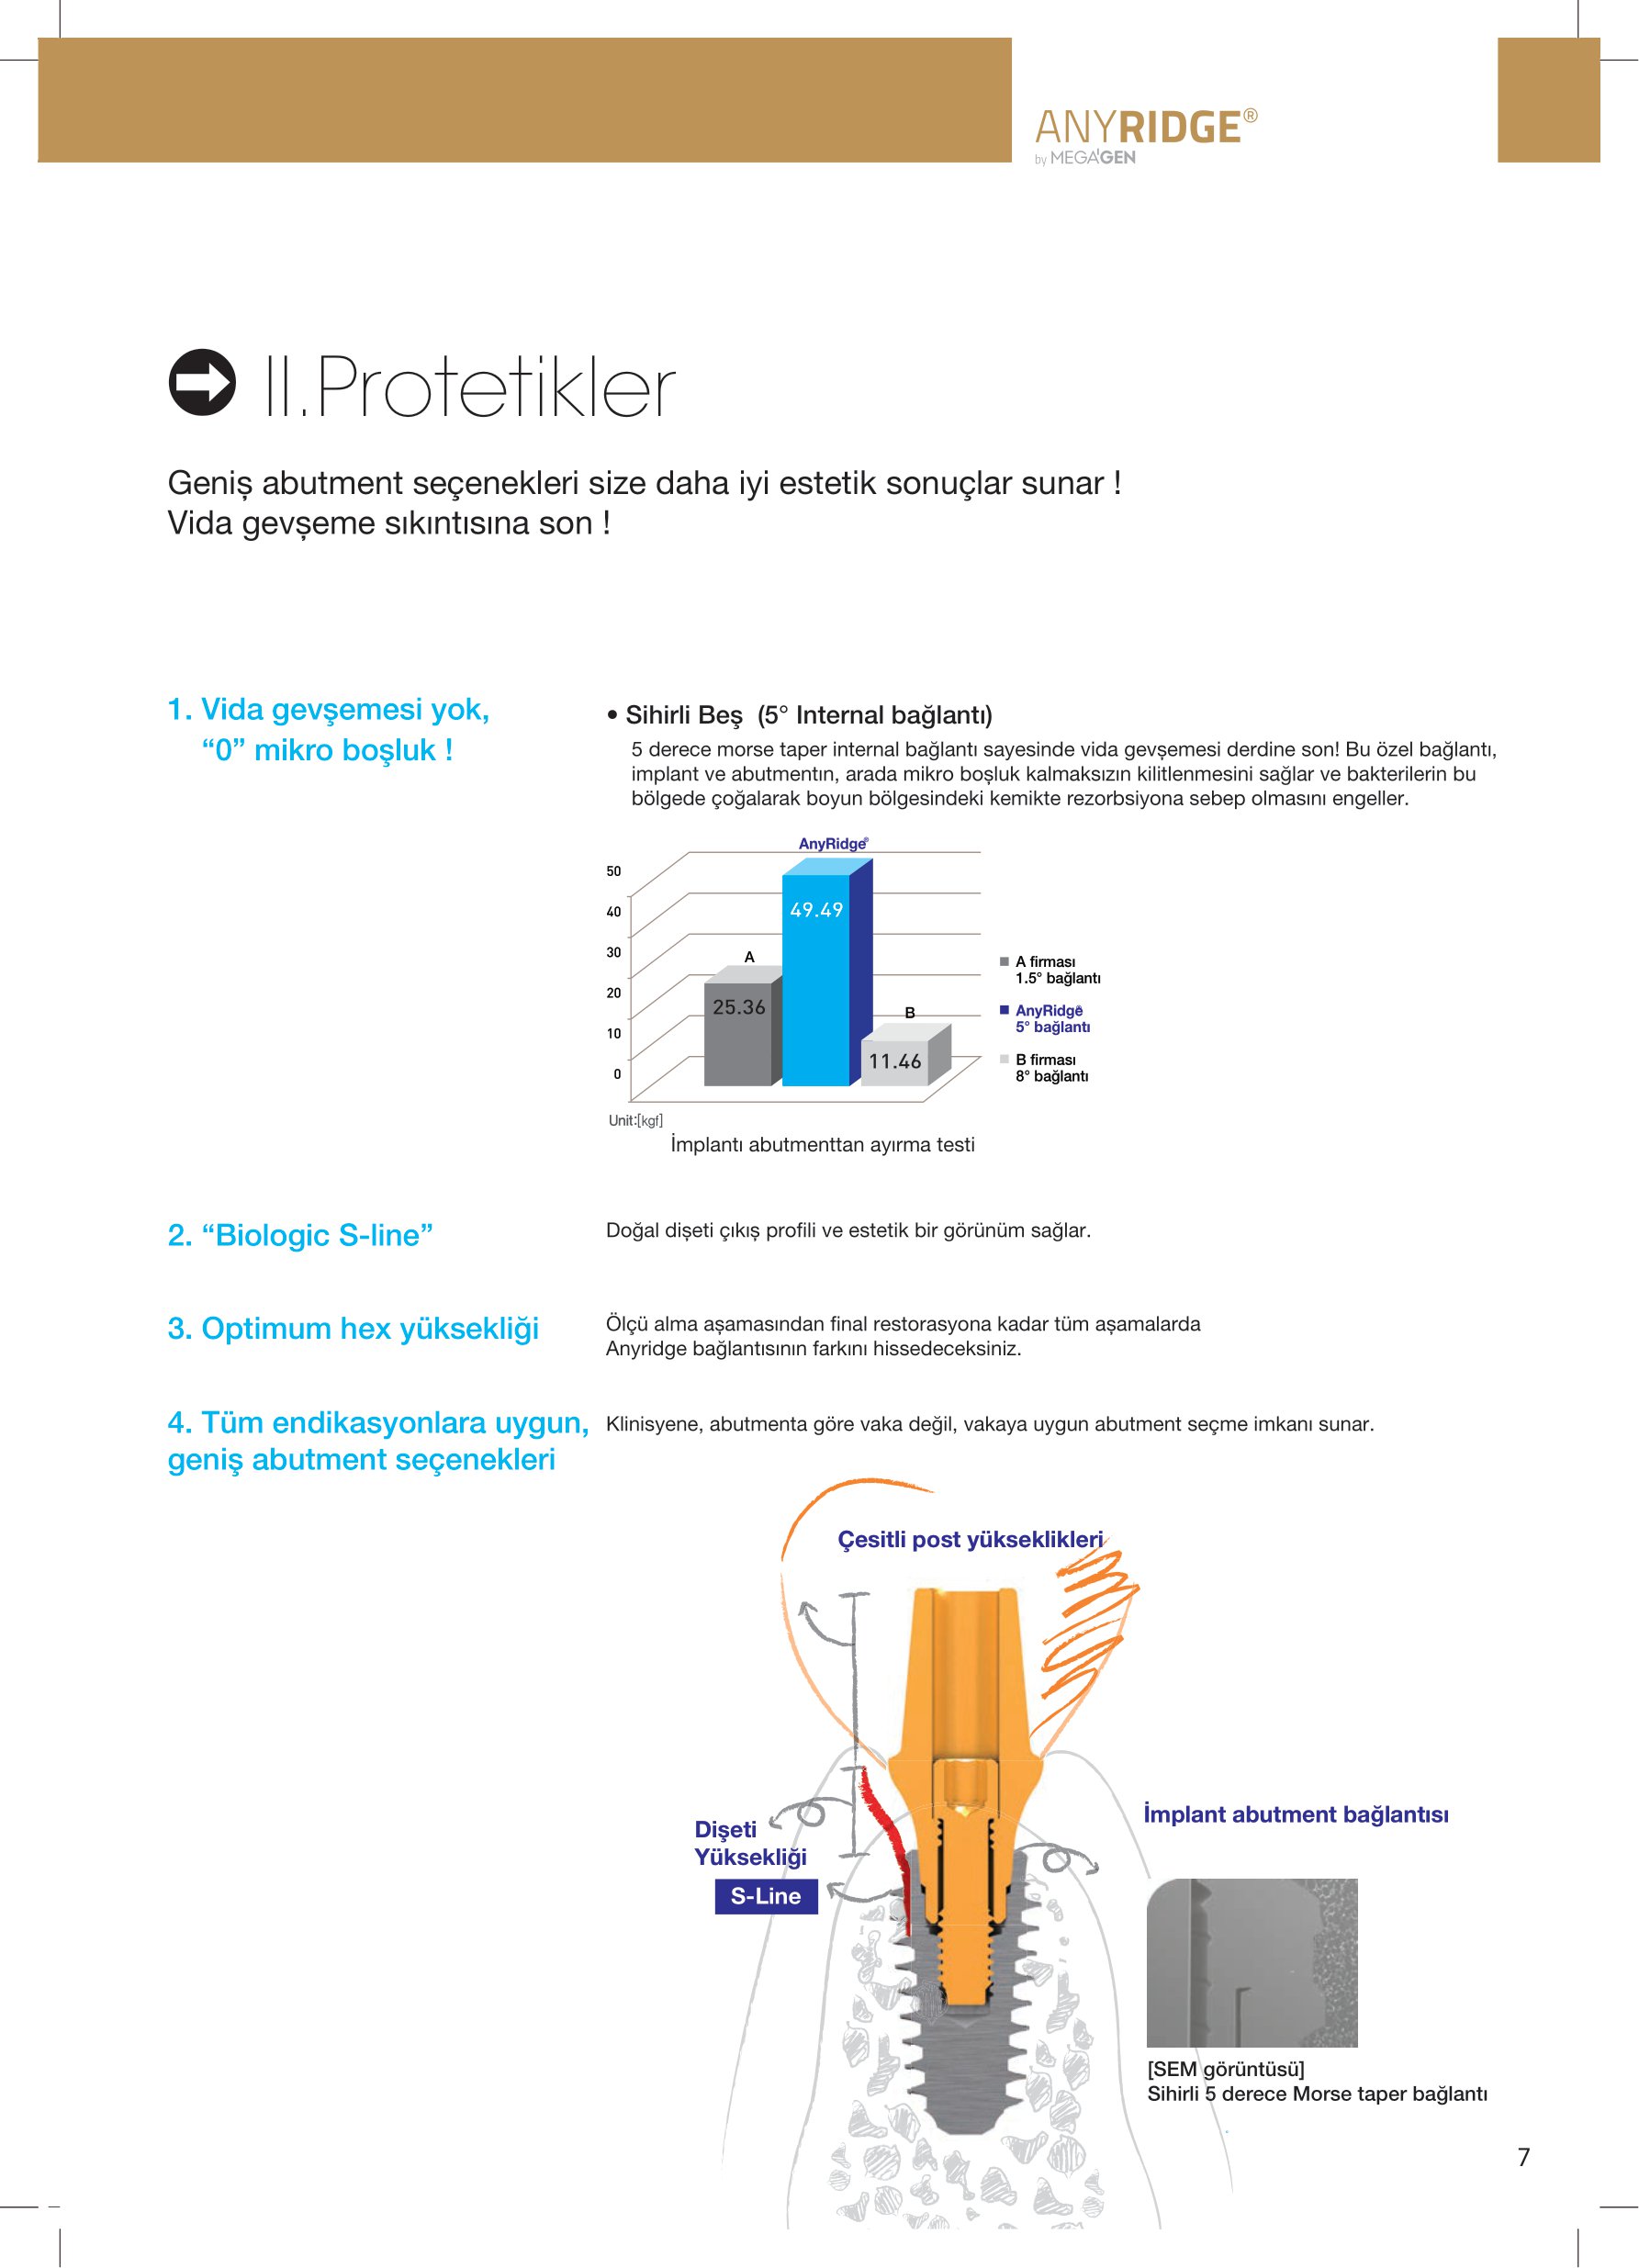 ANYRIDGE®
by MEGA'GEN
II.Protetikler
Geniş abutment seçenekleri size daha iyi estetik sonuçlar sunar !
Vida gevşeme sıkıntısına son !
1. Vida gevşemesi yok,
“0” mikro boşluk !
• Sihirli Beş (5° Internal bağlantı)
5 derece morse taper internal bağlantı sayesinde vida gevşemesi derdine son! Bu özel bağlantı,
implant ve abutmentın, arada mikro boşluk kalmaksızın kilitlenmesini sağlar ve bakterilerin bu
bölgede çoğalarak boyun bölgesindeki kemikte rezorbsiyona sebep olmasını engeller.
AnyRidge®
50
40
30
20
10
0
A
25.36
49.49
B
11.46
A firması
1.5° bağlantı
AnyRidge®
5° bağlantı
B firması
8° bağlantı
Unit:[kgf]
İmplantı abutmenttan ayırma testi
2. “Biologic S-line”
Doğal dişeti çıkış profili ve estetik bir görünüm sağlar.
3. Optimum hex yüksekliği
Ölçü alma aşamasından final restorasyona kadar tüm aşamalarda
Anyridge bağlantısının farkını hissedeceksiniz.
4. Tüm endikasyonlara uygun,
geniş abutment seçenekleri
Klinisyene, abutmenta göre vaka değil, vakaya uygun abutment seçme imkanı sunar.
Çesitli post yükseklikleri
Dişeti
Yüksekliği
S-Line
İmplant abutment bağlantısı
[SEM görüntüsü]
Sihirli 5 derece Morse taper bağlantı
7